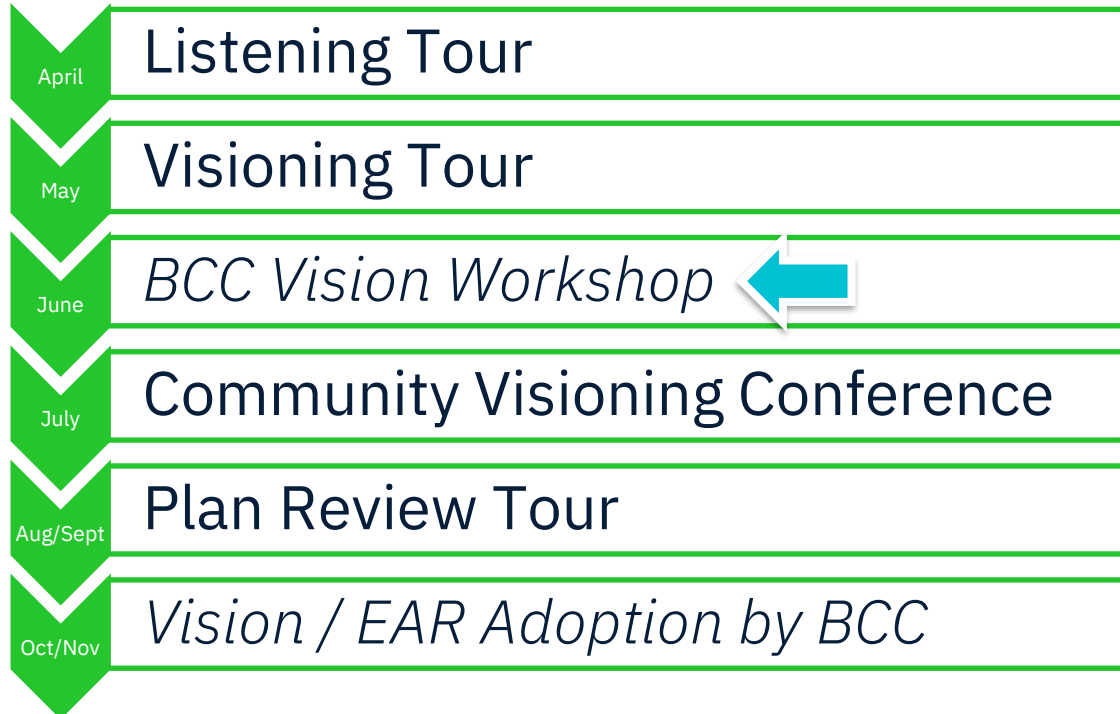 April
Listening Tour
May
Visioning Tour
June
BCC Vision Workshop
July
Community Visioning Conference
Aug/Sept
Plan Review Tour
Oct/Nov
Vision / EAR Adoption by BCC